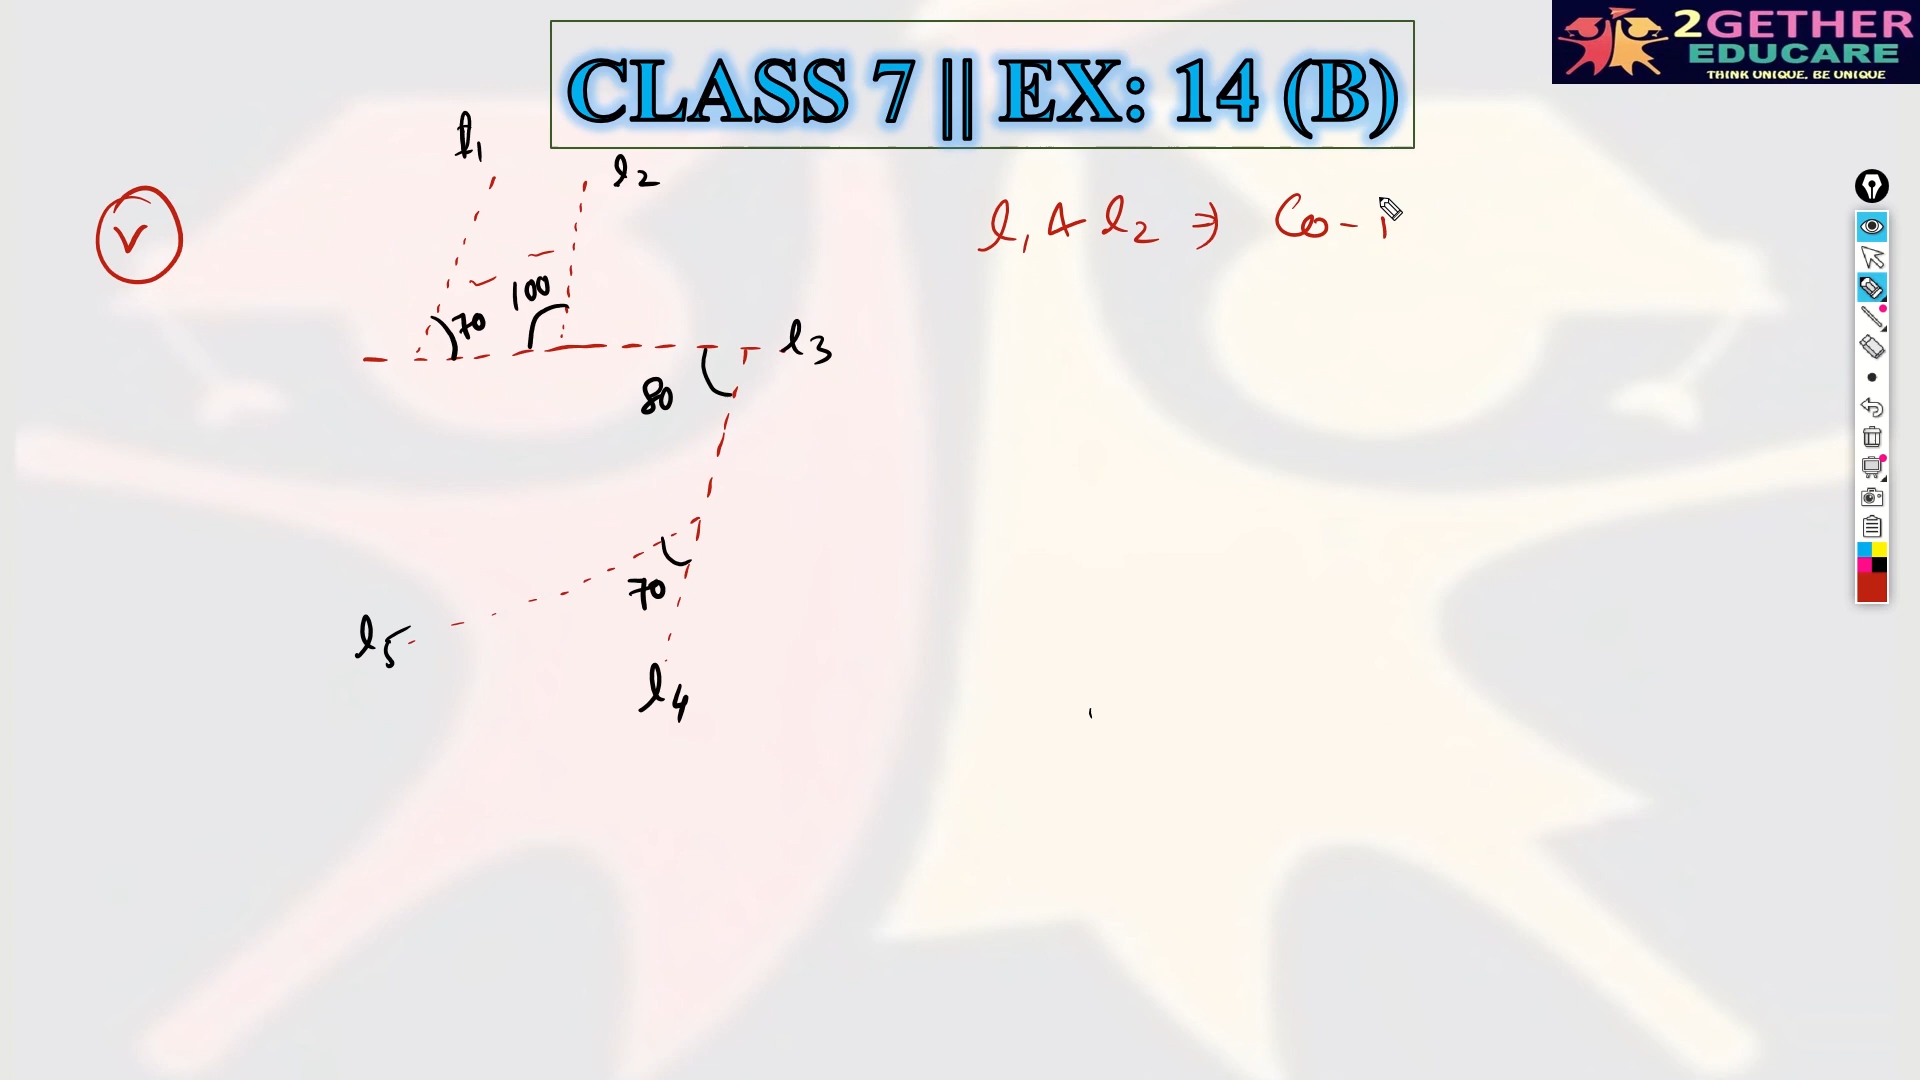 2GETHER
EDUCARE
THINK UNIQUE, BE UNIQUE
CLASS 7 || EX: 14 (B)
l1
l2
v
l1 & l2 ⇒ Co-i
100
70
l3
80
70
l5
l4